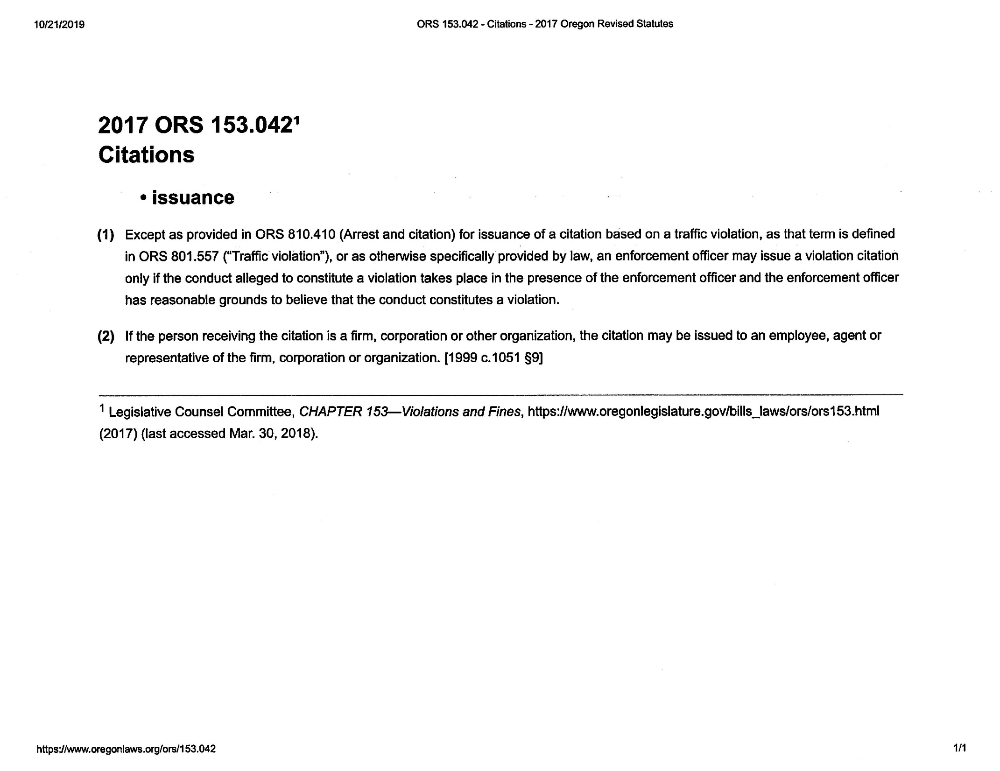 10/21/2019
ORS 153.042 - Citations - 2017 Oregon Revised Statutes
2017 ORS 153.042¹
Citations
• issuance
(1) Except as provided in ORS 810.410 (Arrest and citation) for issuance of a citation based on a traffic violation, as that term is defined
in ORS 801.557 (“Traffic violation”), or as otherwise specifically provided by law, an enforcement officer may issue a violation citation
only if the conduct alleged to constitute a violation takes place in the presence of the enforcement officer and the enforcement officer
has reasonable grounds to believe that the conduct constitutes a violation.
(2) If the person receiving the citation is a firm, corporation or other organization, the citation may be issued to an employee, agent or
representative of the firm, corporation or organization. [1999 c.1051 §9]
¹ Legislative Counsel Committee, CHAPTER 153—Violations and Fines, https://www.oregonlegislature.gov/bills_laws/ors/ors153.html
(2017) (last accessed Mar. 30, 2018).
https://www.oregonlaws.org/ors/153.042
1/1